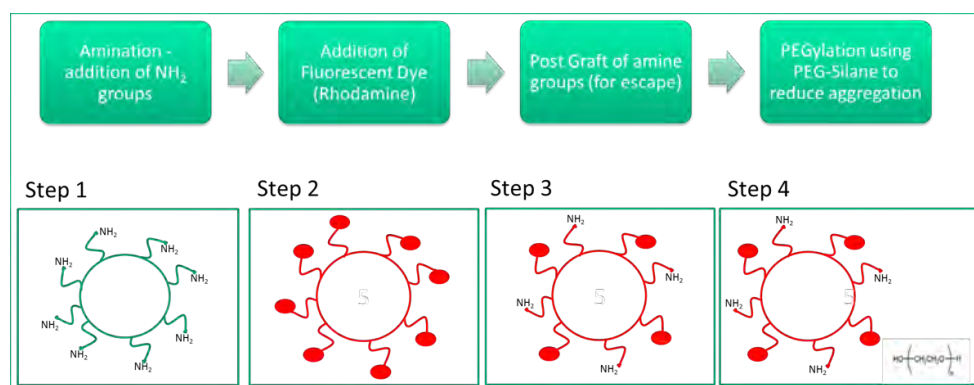 Amination -
addition of NH₂
groups
Addition of
Fluorescent Dye
(Rhodamine)
Post Graft of amine
groups (for escape)
PEGylation using
PEG-Silane to
reduce aggregation
Step 1
Step 2
Step 3
Step 4
NH₂
NH₂
NH₂
NH₂
NH₂
NH₂
NH₂
NH₂
S
NH₂
NH₂
NH₂
S
NH₂
NH₂
NH₂
NH₂
S
NH₂
HO-(CH₂CH₂O)-H